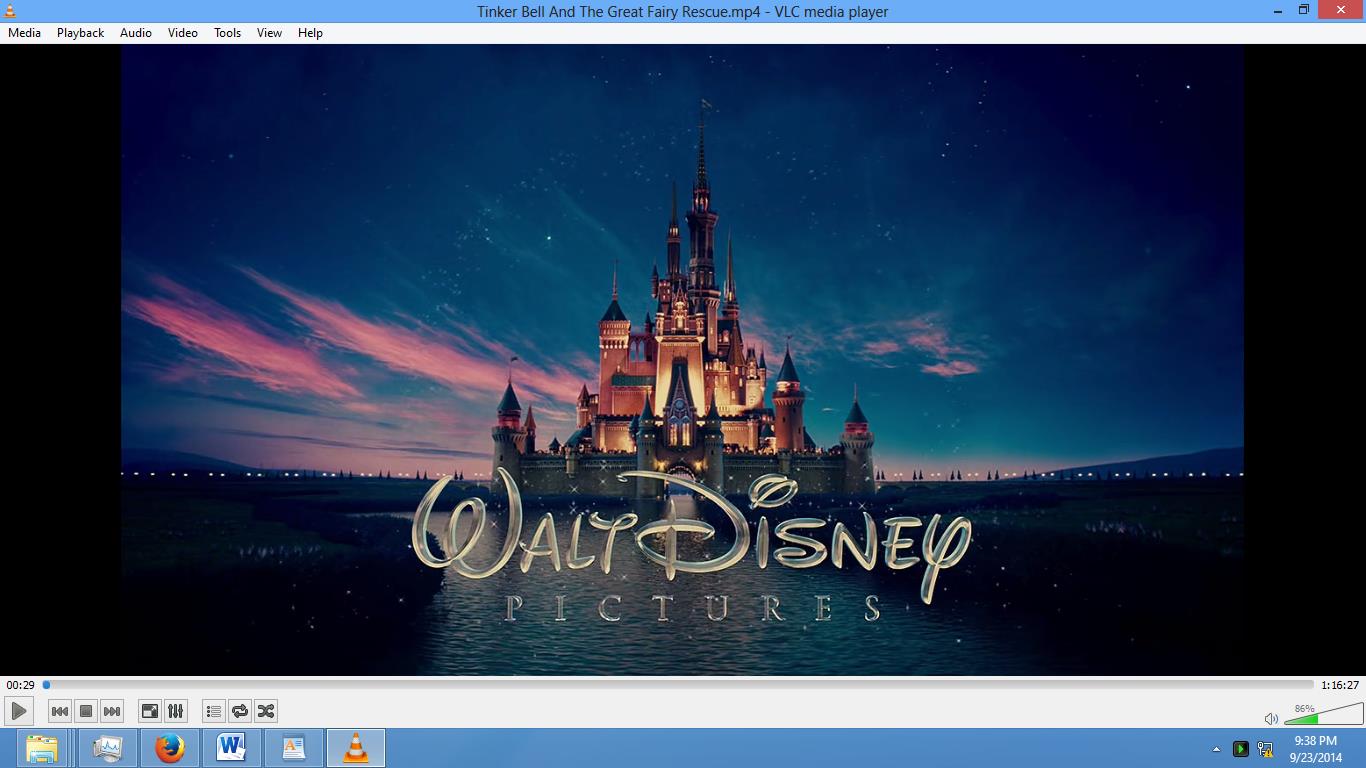 Tinker Bell And The Great Fairy Rescue.mp4 - VLC media player
Media Playback Audio Video Tools View Help
WALT DISNEY
PICTURES
00:29 1:16:27
86%
9:38 PM
9/23/2014